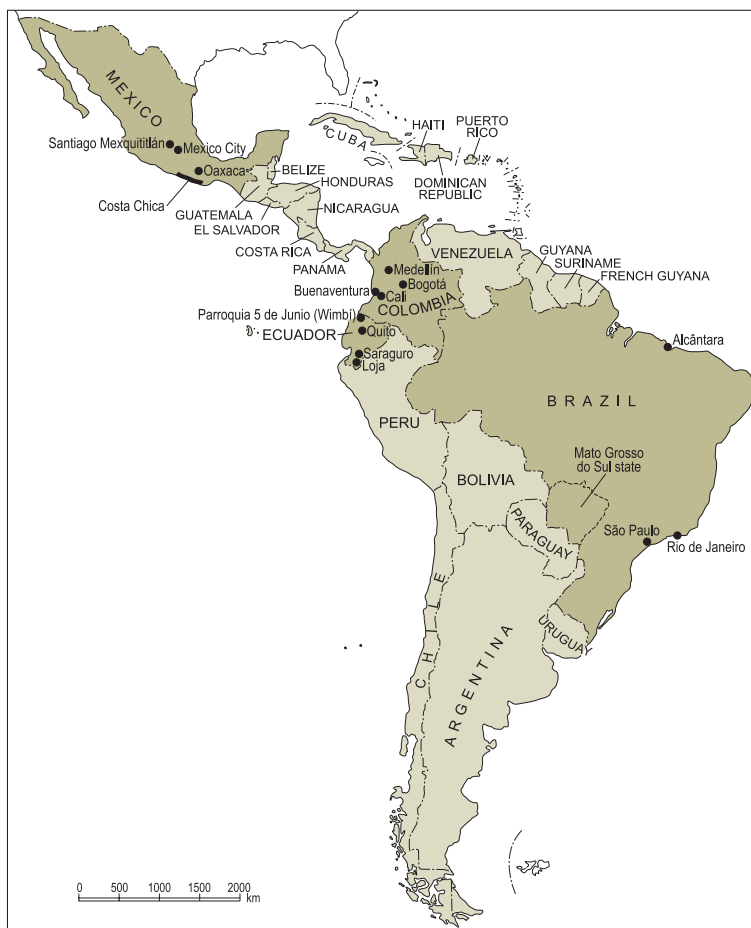 MEXICO
Santiago Mexquititlán
Mexico City
Oaxaca
Costa Chica
CUBA
HAITI
PUERTO
RICO
DOMINICAN
REPUBLIC
BELIZE
HONDURAS
GUATEMALA
EL SALVADOR
NICARAGUA
COSTA RICA
PANAMA
VENEZUELA
GUYANA
SURINAME
FRENCH GUYANA
Medellín
Bogotá
Buenaventura
Cali
COLOMBIA
Parroquia 5 de Junio (Wimbí)
ECUADOR
Quito
Saraguro
Loja
Alcântara
BRAZIL
PERU
Mato Grosso
do Sul state
BOLIVIA
PARAGUAY
São Paulo
Rio de Janeiro
CHILE
URUGUAY
ARGENTINA
0 500 1000 1500 2000
km